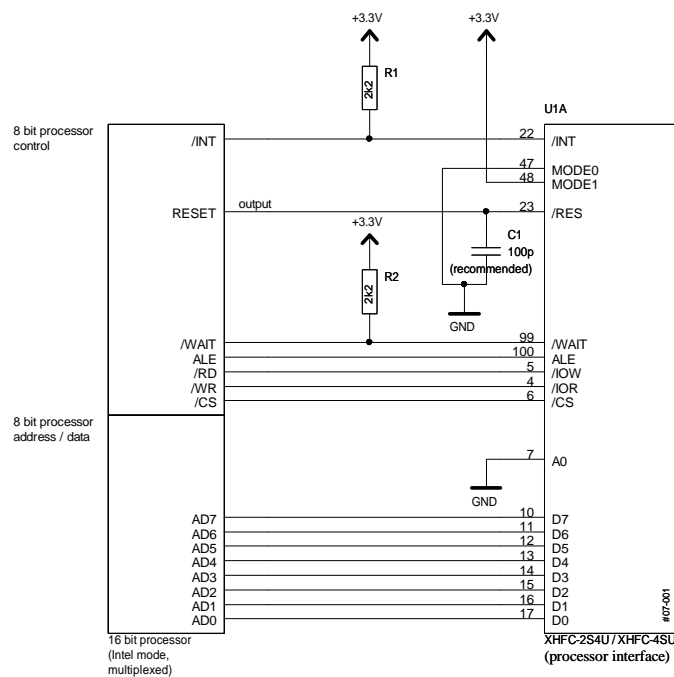 +3.3V
+3.3V
R1
2k2
U1A
8 bit processor
control
/INT
22
/INT
47
MODE0
48
MODE1
RESET
output
23
/RES
+3.3V
C1
100p
(recommended)
R2
2k2
GND
/WAIT
99
/WAIT
ALE
100
ALE
/RD
5
/IOW
/WR
4
/IOR
/CS
6
/CS
8 bit processor
address / data
7
A0
GND
AD7
10
D7
AD6
11
D6
AD5
12
D5
AD4
13
D4
AD3
14
D3
AD2
15
D2
AD1
16
D1
AD0
17
D0
#07-001
16 bit processor
(Intel mode,
multiplexed)
XHFC-2S4U / XHFC-4SU
(processor interface)